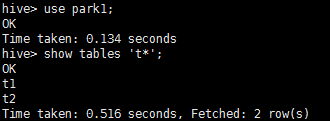 hive> use park1;
OK
Time taken: 0.134 seconds
hive> show tables 't*';
OK
t1
t2
Time taken: 0.516 seconds, Fetched: 2 row(s)